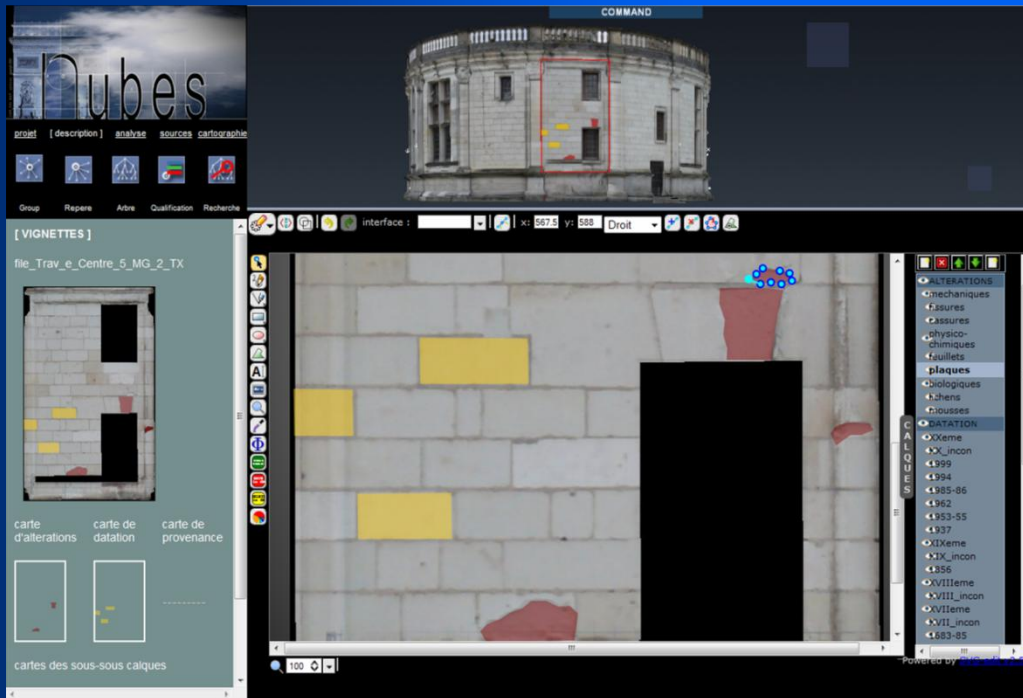 COMMAND
nubes
projet [ description ] analyse sources cartographie
Group Repere Arbre Qualification Recherche
interface : x: 567.5 y: 588 Droit
[ VIGNETTES ]
file_Trav_e_Centre_5_MG_2_TX
carte d'alterations
carte de datation
carte de provenance
cartes des sous-sous calques
A
Φ
100
CALQUES
ALTERATIONS
mechaniques
fissures
cassures
physico-
chimiques
feuillets
plaques
biologiques
lichens
mousses
DATATION
XXeme
XX_incon
1999
1994
1985-86
1962
1953-55
1937
XIXeme
XIX_incon
1856
XVIIIeme
XVIII_incon
XVIIeme
XVII_incon
1683-85
Powered by